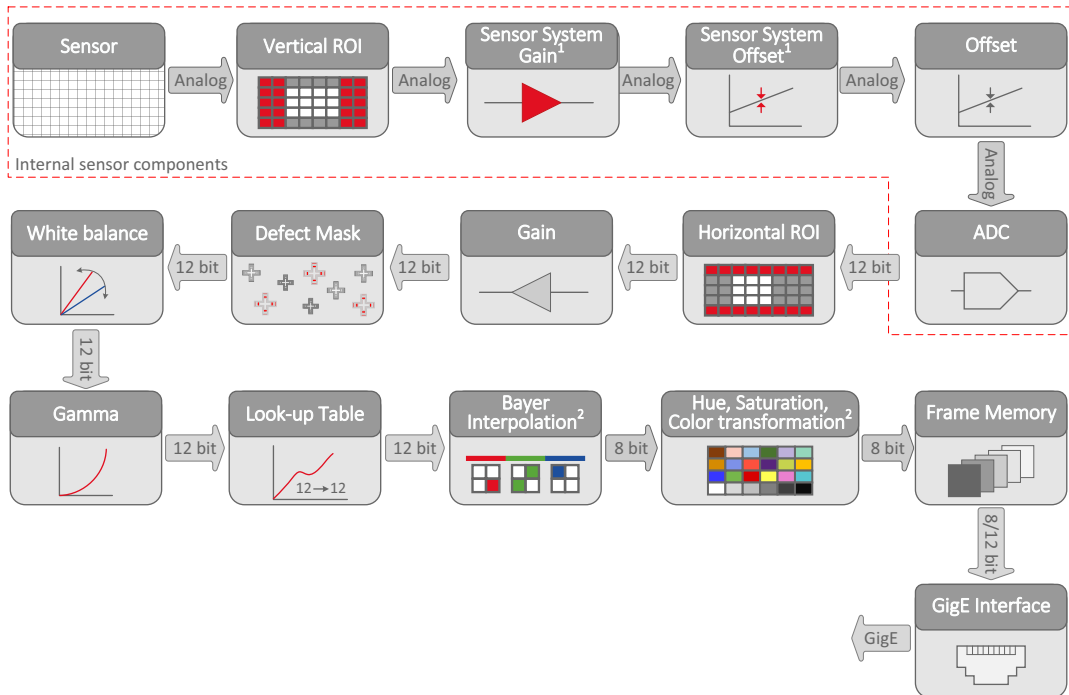 Sensor
Analog
Vertical ROI
Analog
Sensor System
Gain¹
Analog
Sensor System
Offset¹
Analog
Offset
Internal sensor components
Analog
ADC
12 bit
Horizontal ROI
12 bit
Gain
12 bit
Defect Mask
12 bit
White balance
12 bit
Gamma
12 bit
Look-up Table
12→12
12 bit
Bayer
Interpolation²
8 bit
Hue, Saturation,
Color transformation²
8 bit
Frame Memory
8/12 bit
GigE Interface
GigE